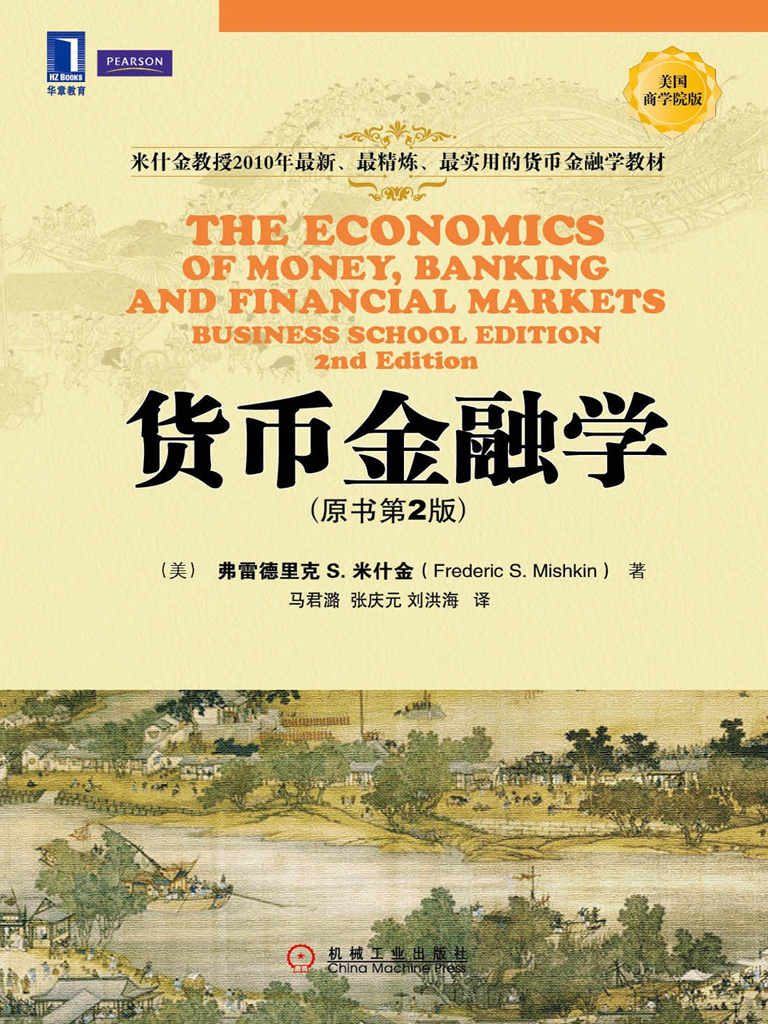 HZ Books
华章教育
PEARSON
美国
商学院版
米什金教授2010年最新、最精炼、最实用的货币金融学教材
THE ECONOMICS
OF MONEY, BANKING
AND FINANCIAL MARKETS
BUSINESS SCHOOL EDITION
2nd Edition
货币金融学
(原书第2版)
(美) 弗雷德里克 S. 米什金 (Frederic S. Mishkin) 著
马君潞 张庆元 刘洪海 译
机械工业出版社
China Machine Press